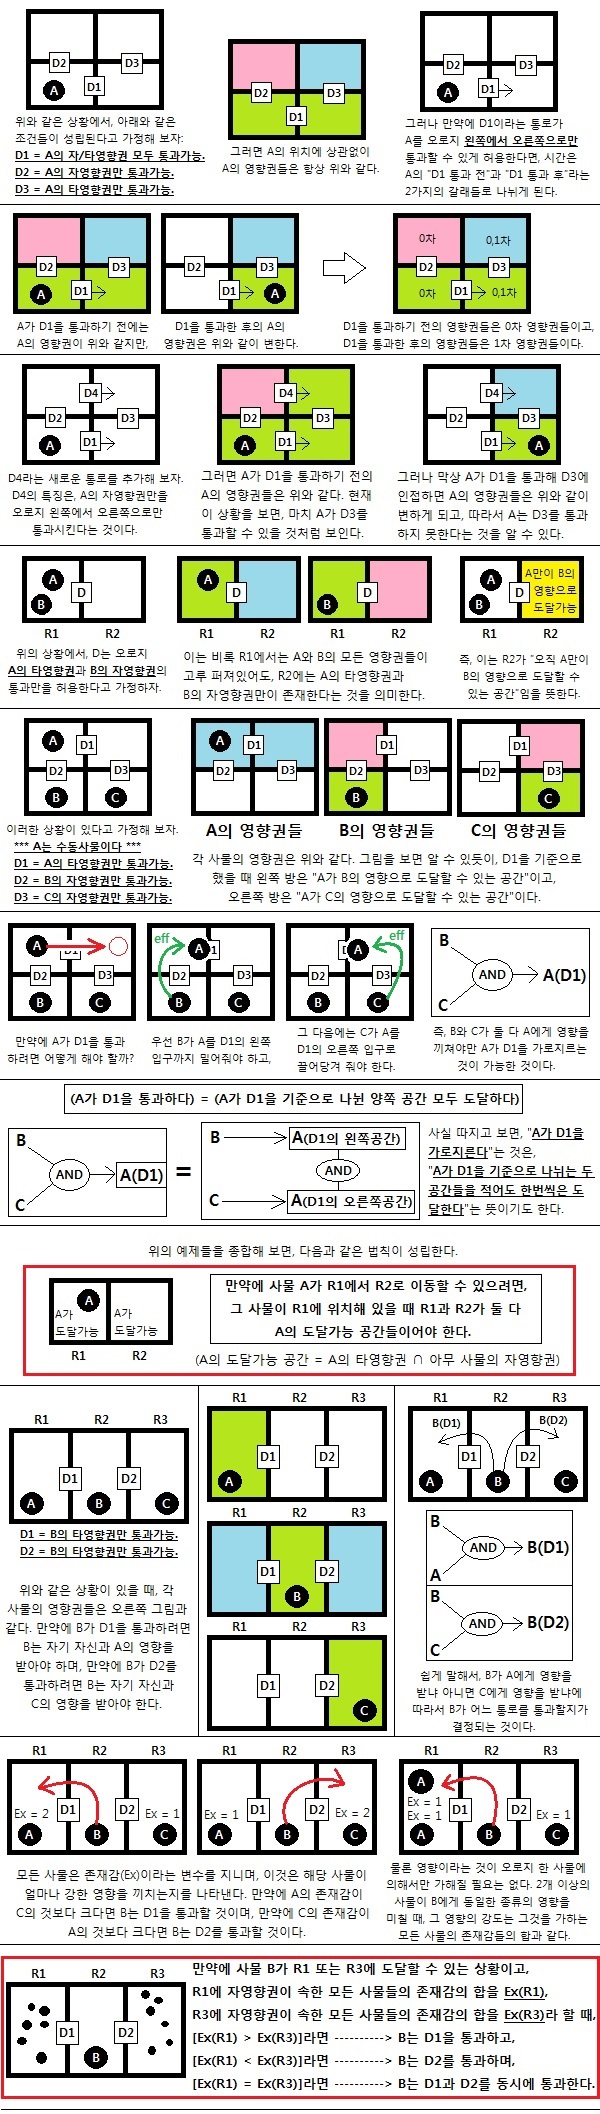 D2
D3
D1
A
위와 같은 상황에서, 아래와 같은
조건들이 성립된다고 가정해 보자:
D1 = A의 자/타영향권 모두 통과가능.
D2 = A의 자영향권만 통과가능.
D3 = A의 타영향권만 통과가능.
D2
D3
D1
그러면 A의 위치에 상관없이
A의 영향권들은 항상 위와 같다.
D2
D3
D1
A
그러나 만약에 D1이라는 통로가
A를 오로지 왼쪽에서 오른쪽으로만
통과할 수 있게 허용한다면, 시간은
A의 "D1 통과 전"과 "D1 통과 후"라는
2가지의 갈래들로 나뉘게 된다.
D2
D3
D1
A
A가 D1을 통과하기 전에는
A의 영향권이 위와 같지만,
D2
D3
D1
A
D1을 통과한 후의 A의
영향권은 위와 같이 변한다.
0차
0,1차
D2
D3
0차
D1
0,1차
D1을 통과하기 전의 영향권들은 0차 영향권들이고,
D1을 통과한 후의 영향권들은 1차 영향권들이다.
D4
D2
D3
A
D1
D4라는 새로운 통로를 추가해 보자.
D4의 특징은, A의 자영향권만을
오로지 왼쪽에서 오른쪽으로만
통과시킨다는 것이다.
D4
D2
D3
A
D1
그러면 A가 D1을 통과하기 전의
A의 영향권들은 위와 같다. 현재
이 상황을 보면, 마치 A가 D3를
통과할 수 있을 것처럼 보인다.
D4
D2
D3
D1
A
그러나 막상 A가 D1을 통과해 D3에
인접하면 A의 영향권들은 위와 같이
변하게 되고, 따라서 A는 D3를 통과
하지 못한다는 것을 알 수 있다.
A
B
D
R1
R2
위의 상황에서, D는 오로지
A의 타영향권과 B의 자영향권의
통과만을 허용한다고 가정하자.
A
D
R1
R2
B
D
R1
R2
이는 비록 R1에서는 A와 B의 모든 영향권들이
고루 퍼져있어도, R2에는 A의 타영향권과
B의 자영향권만이 존재한다는 것을 의미한다.
A
B
D
A만이 B의
영향으로
도달가능
R1
R2
즉, 이는 R2가 "오직 A만이
B의 영향으로 도달할 수
있는 공간"임을 뜻한다.
A
D1
D2
D3
B
C
이러한 상황이 있다고 가정해 보자.
*** A는 수동사물이다 ***
D1 = A의 타영향권만 통과가능.
D2 = B의 자영향권만 통과가능.
D3 = C의 자영향권만 통과가능.
A
D1
D2
D3
A의 영향권들
D1
D2
D3
B
B의 영향권들
D1
D2
D3
C
C의 영향권들
각 사물의 영향권은 위와 같다. 그림을 보면 알 수 있듯이, D1을 기준으로
했을 때 왼쪽 방은 "A가 B의 영향으로 도달할 수 있는 공간"이고,
오른쪽 방은 "A가 C의 영향으로 도달할 수 있는 공간"이다.
A
D2
D3
B
C
만약에 A가 D1을 통과
하려면 어떻게 해야 할까?
eff
A
D2
D3
B
C
우선 B가 A를 D1의 왼쪽
입구까지 밀어줘야 하고,
A
eff
D2
D3
B
C
그 다음에는 C가 A를
D1의 오른쪽 입구로
끌어당겨 줘야 한다.
B
AND
A(D1)
C
즉, B와 C가 둘 다 A에게 영향을
끼쳐야만 A가 D1을 가로지르는
것이 가능한 것이다.
(A가 D1을 통과하다) = (A가 D1을 기준으로 나뉜 양쪽 공간 모두 도달하다)
B
AND
A(D1)
C
=
B
A(D1의 왼쪽공간)
AND
C
A(D1의 오른쪽공간)
사실 따지고 보면, "A가 D1을
가로지른다"는 것은,
"A가 D1을 기준으로 나뉘는 두
공간들을 적어도 한번씩은 도
달한다"는 뜻이기도 한다.
위의 예제들을 종합해 보면, 다음과 같은 법칙이 성립한다.
A
A가
도달가능
A가
도달가능
R1
R2
만약에 사물 A가 R1에서 R2로 이동할 수 있으려면,
그 사물이 R1에 위치해 있을 때 R1과 R2가 둘 다
A의 도달가능 공간들이어야 한다.
(A의 도달가능 공간 = A의 타영향권 ∩ 아무 사물의 자영향권)
R1
R2
R3
D1
D2
A
B
C
D1 = B의 타영향권만 통과가능.
D2 = B의 타영향권만 통과가능.
위와 같은 상황이 있을 때, 각
사물의 영향권들은 오른쪽 그림과
같다. 만약에 B가 D1을 통과하려면
B는 자기 자신과 A의 영향을
받아야 하며, 만약에 B가 D2를
통과하려면 B는 자기 자신과
C의 영향을 받아야 한다.
R1
R2
R3
D1
D2
A
R1
R2
R3
D1
D2
B
R1
R2
R3
D1
D2
C
R1
R2
R3
B(D1)
B(D2)
D1
D2
A
B
C
B
AND
B(D1)
A
B
AND
B(D2)
C
쉽게 말해서, B가 A에게 영향을
받냐 아니면 C에게 영향을 받냐에
따라서 B가 어느 통로를 통과할지가
결정되는 것이다.
R1
R2
R3
Ex = 2
D1
D2
Ex = 1
A
B
C
R1
R2
R3
Ex = 1
D1
D2
Ex = 2
A
B
C
모든 사물은 존재감(Ex)이라는 변수를 지니며, 이것은 해당 사물이
얼마나 강한 영향을 끼치는지를 나타낸다. 만약에 A의 존재감이
C의 것보다 크다면 B는 D1을 통과할 것이며, 만약에 C의 존재감이
A의 것보다 크다면 B는 D2를 통과할 것이다.
R1
R2
R3
A
Ex = 1
Ex = 1
D1
D2
Ex = 1
A
B
C
물론 영향이라는 것이 오로지 한 사물에
의해서만 가해질 필요는 없다. 2개 이상의
사물이 B에게 동일한 종류의 영향을
미칠 때, 그 영향의 강도는 그것을 가하는
모든 사물의 존재감들의 합과 같다.
R1
R2
R3
D1
D2
B
만약에 사물 B가 R1 또는 R3에 도달할 수 있는 상황이고,
R1에 자영향권이 속한 모든 사물들의 존재감의 합을 Ex(R1),
R3에 자영향권이 속한 모든 사물들의 존재감의 합을 Ex(R3)라 할 때,
[Ex(R1) > Ex(R3)]라면 ----------> B는 D1을 통과하고,
[Ex(R1) < Ex(R3)]라면 ----------> B는 D2를 통과하며,
[Ex(R1) = Ex(R3)]라면 ----------> B는 D1과 D2를 동시에 통과한다.